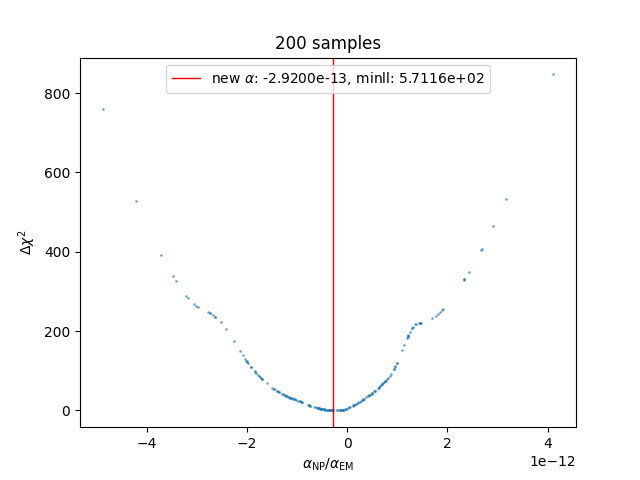 200 samples
new α: -2.9200e-13, minll: 5.7116e+02
Δχ²
800
600
400
200
0
−4
−2
0
2
4
1e−12
α_NP/α_EM